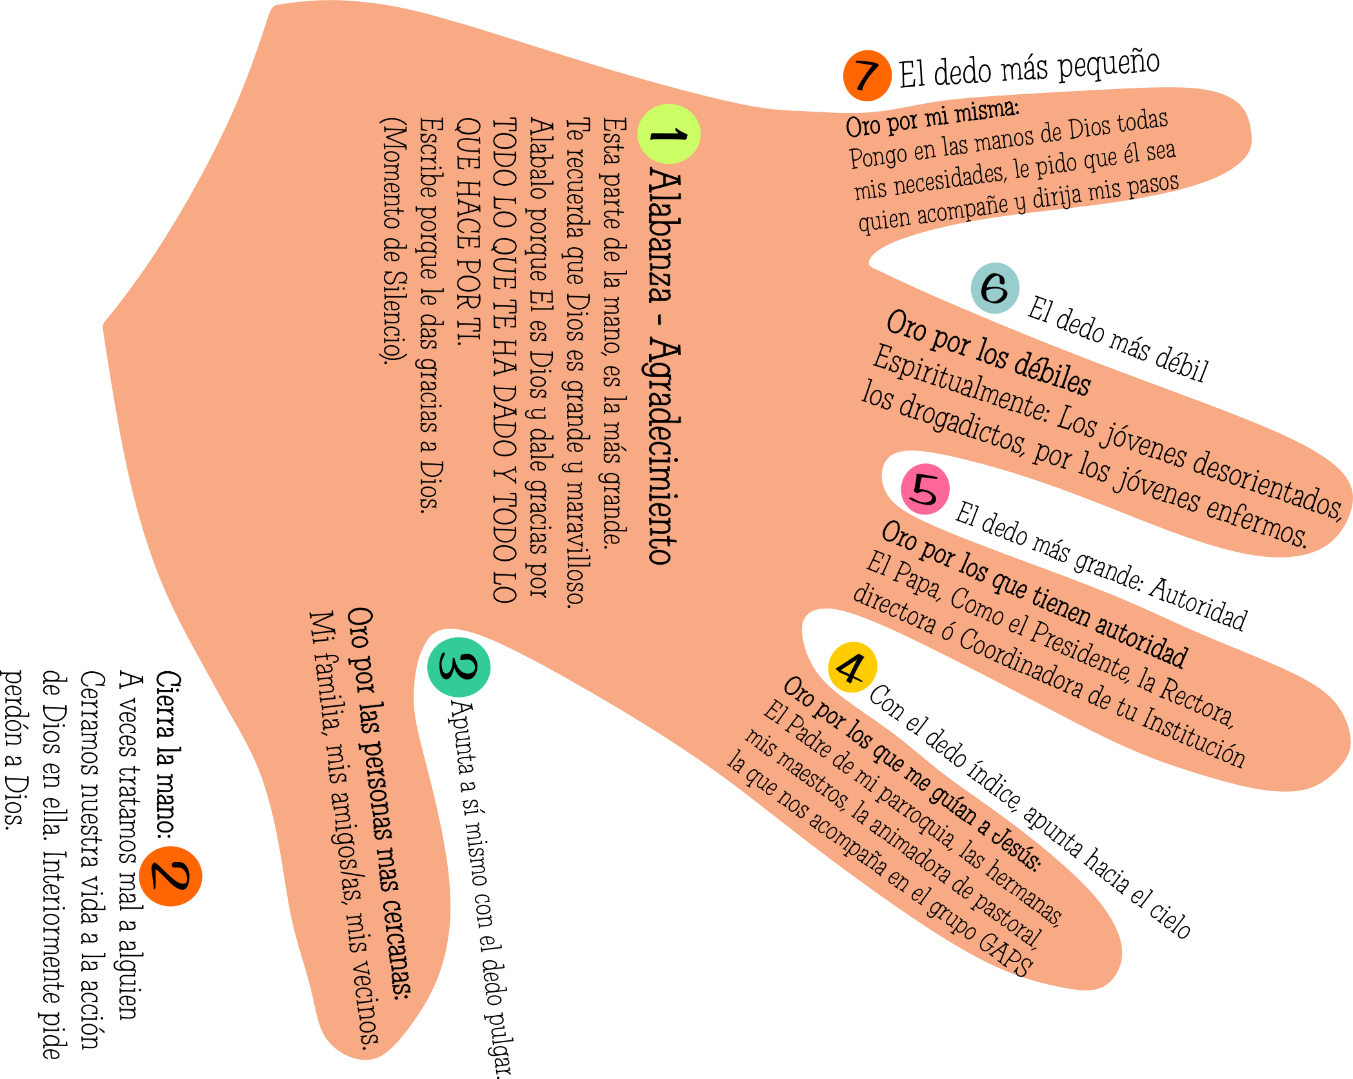 1 Alabanza - Agradecimiento
Esta parte de la mano, es la más grande.
Te recuerda que Dios es grande y maravilloso.
Alabalo porque El es Dios y dale gracias por
TODO LO QUE TE HA DADO Y TODO LO
QUE HACE POR TI.
Escribe porque le das gracias a Dios.
(Momento de Silencio).
Cierra la mano: 2
A veces tratamos mal a alguien
Cerramos nuestra vida a la acción
de Dios en ella. Interiormente pide
perdón a Dios.
3 Apunta a sí mismo con el dedo pulgar.
Oro por las personas mas cercanas:
Mi familia, mis amigos/as, mis vecinos.
4 Con el dedo índice, apunta hacia el cielo
Oro por los que me guían a Jesús:
El Padre de mi parroquia, las hermanas,
mis maestros, la animadora de pastoral,
la que nos acompaña en el grupo GAPS
5 El dedo más grande: Autoridad
Oro por los que tienen autoridad
El Papa, Como el Presidente, la Rectora,
directora ó Coordinadora de tu Institución
6 El dedo más débil
Oro por los débiles
Espiritualmente: Los jóvenes desorientados,
los drogadictos, por los jóvenes enfermos.
7 El dedo más pequeño
Oro por mi misma:
Pongo en las manos de Dios todas
mis necesidades, le pido que él sea
quien acompañe y dirija mis pasos